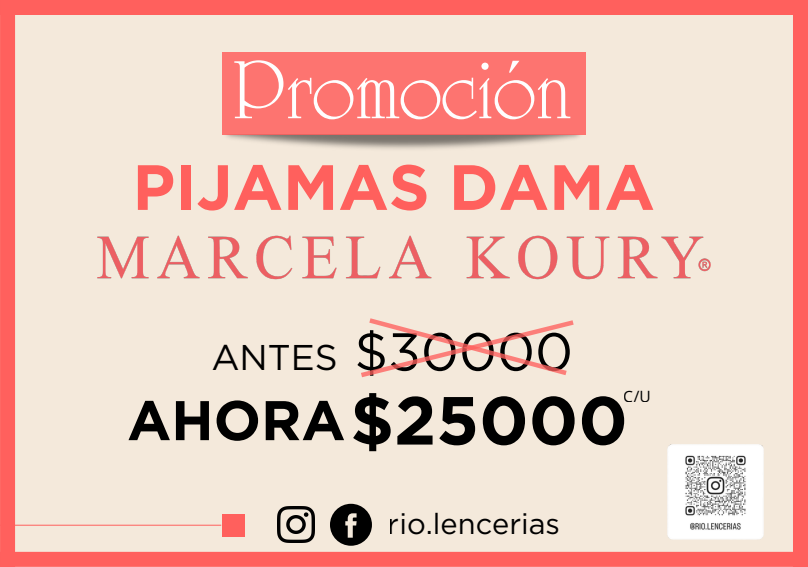 Promoción
PIJAMAS DAMA
MARCELA KOURY®
ANTES $30000
AHORA $25000 C/U
rio.lencerias
@RIO.LENCERIAS